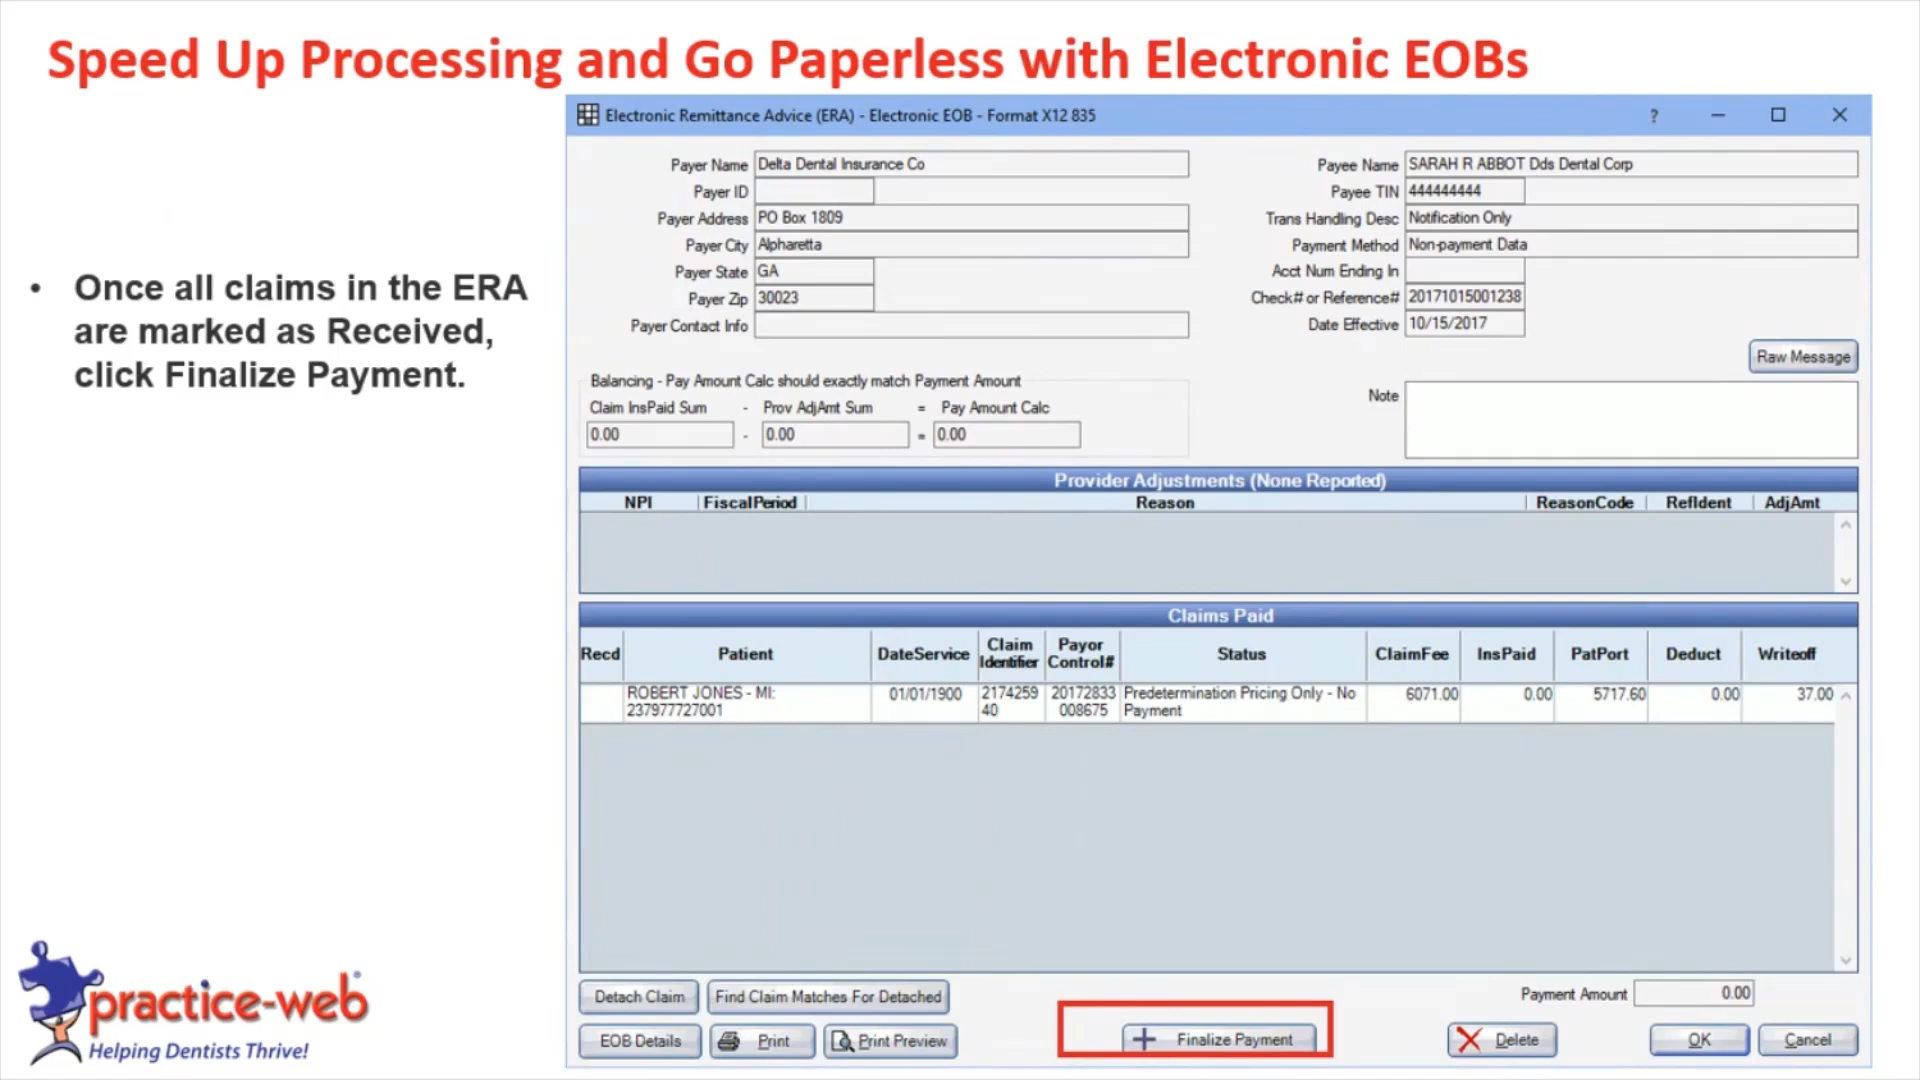 Speed Up Processing and Go Paperless with Electronic EOBs
• Once all claims in the ERA
are marked as Received,
click Finalize Payment.
Electronic Remittance Advice (ERA) - Electronic EOB - Format X12 835
Payer Name Delta Dental Insurance Co
Payer ID
Payer Address PO Box 1809
Payer City Alpharetta
Payer State GA
Payer Zip 30023
Payer Contact Info
Payee Name SARAH R ABBOT Dds Dental Corp
Payee TIN 444444444
Trans Handling Desc Notification Only
Payment Method Non-payment Data
Acct Num Ending In
Check# or Reference# 20171015001238
Date Effective 10/15/2017
Raw Message
Note
Balancing - Pay Amount Calc should exactly match Payment Amount
Claim InsPaid Sum - Prov AdjAmt Sum = Pay Amount Calc
0.00 - 0.00 = 0.00
Provider Adjustments (None Reported)
NPI FiscalPeriod Reason ReasonCode RefIdent AdjAmt
Claims Paid
Recd Patient DateService Claim Identifier Payor Control# Status ClaimFee InsPaid PatPort Deduct Writeoff
ROBERT JONES - MI: 01/01/1900 2174259 20172833 Predetermination Pricing Only - No 6071.00 0.00 5717.60 0.00 37.00
237977727001 40 008675 Payment
Detach Claim Find Claim Matches For Detached
Payment Amount 0.00
EOB Details Print Print Preview Finalize Payment Delete OK Cancel
practice-web®
Helping Dentists Thrive!